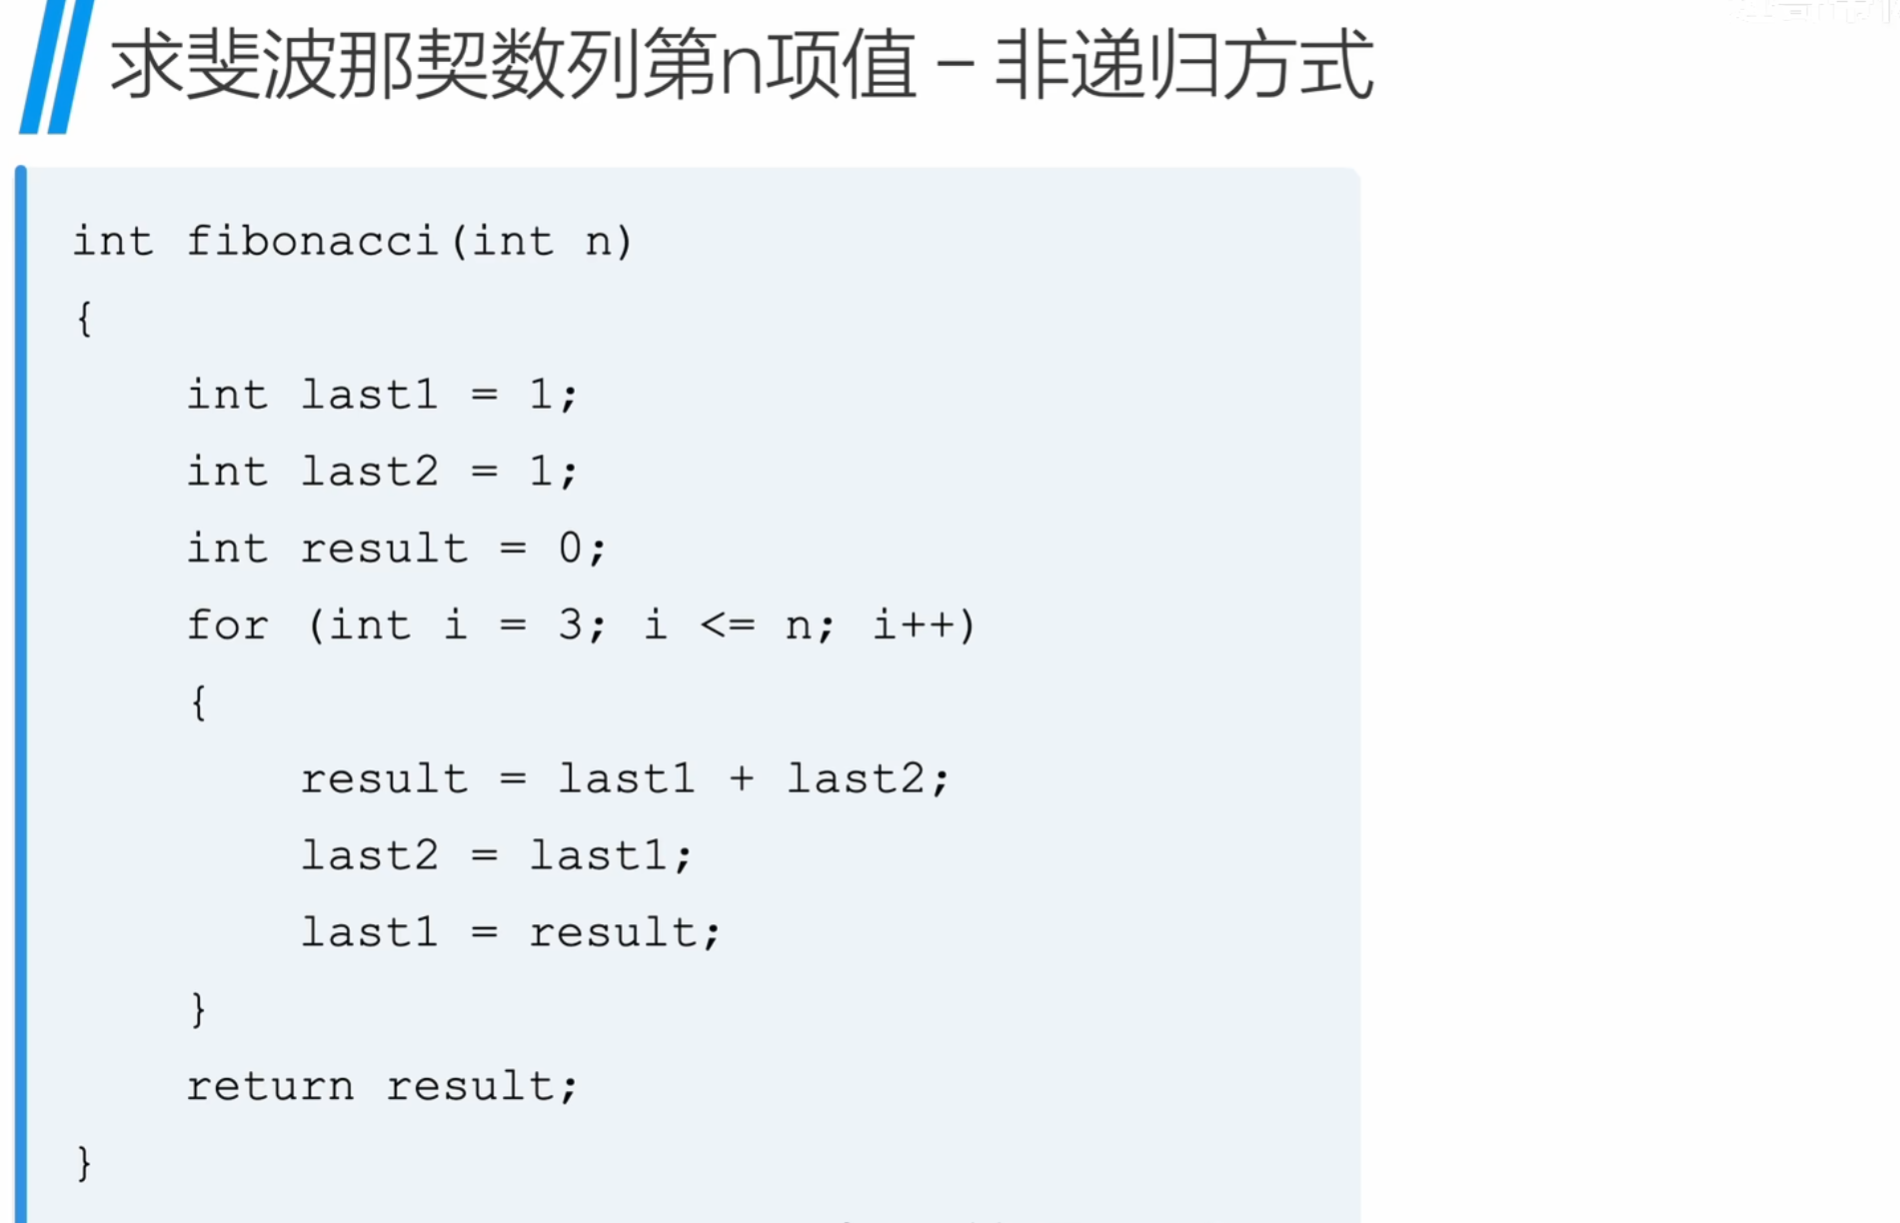 求斐波那契数列第n项值 – 非递归方式
int fibonacci(int n)
{
    int last1 = 1;
    int last2 = 1;
    int result = 0;
    for (int i = 3; i <= n; i++)
    {
        result = last1 + last2;
        last2 = last1;
        last1 = result;
    }
    return result;
}